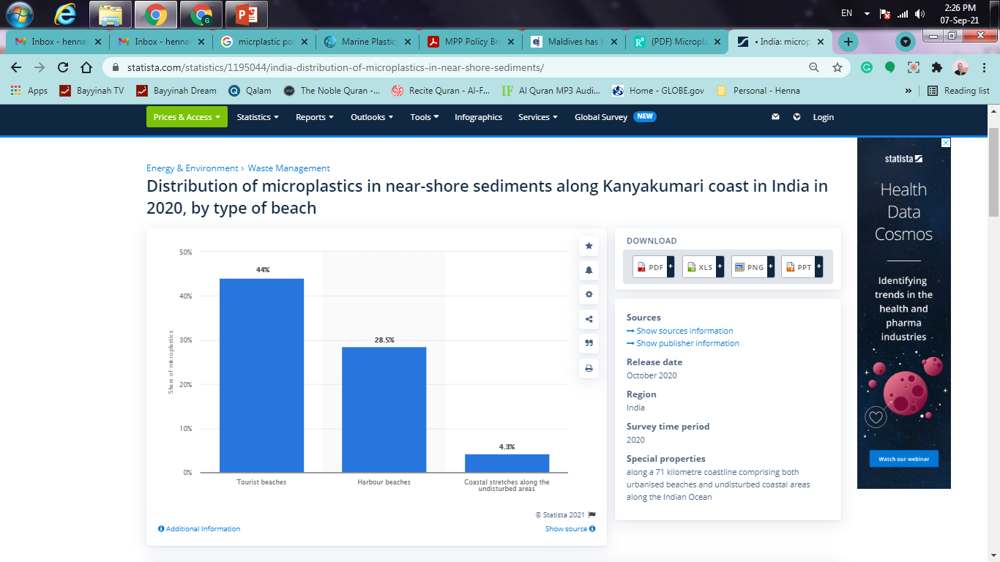 EN
2:26 PM
07-Sep-21
Inbox - hennal
Inbox - hennal
micrplastic pol
Marine Plastics
MPP Policy Bri
Maldives has h
(PDF) Micropla
• India: microp
statista.com/statistics/1195044/india-distribution-of-microplastics-in-near-shore-sediments/
Apps
Bayyinah TV
Bayyinah Dream
Qalam
The Noble Quran -...
Recite Quran - Al-F...
Al Quran MP3 Audi...
Home - GLOBE.gov
Personal - Henna
»
Reading list
Prices & Access
Statistics
Reports
Outlooks
Tools
Infographics
Services
Global Survey NEW
Login
Energy & Environment › Waste Management
Distribution of microplastics in near-shore sediments along Kanyakumari coast in India in
2020, by type of beach
Share of microplastics
50%
40%
30%
20%
10%
0%
44%
28.5%
4.3%
Tourist beaches
Harbour beaches
Coastal stretches along the
undisturbed areas
© Statista 2021
Additional Information
Show source
DOWNLOAD
PDF +
XLS +
PNG +
PPT +
Sources
→ Show sources information
→ Show publisher information
Release date
October 2020
Region
India
Survey time period
2020
Special properties
along a 71 kilometre coastline comprising both
urbanised beaches and undisturbed coastal areas
along the Indian Ocean
statista
Health
Data
Cosmos
Identifying
trends in the
health and
pharma
industries
Watch our webinar